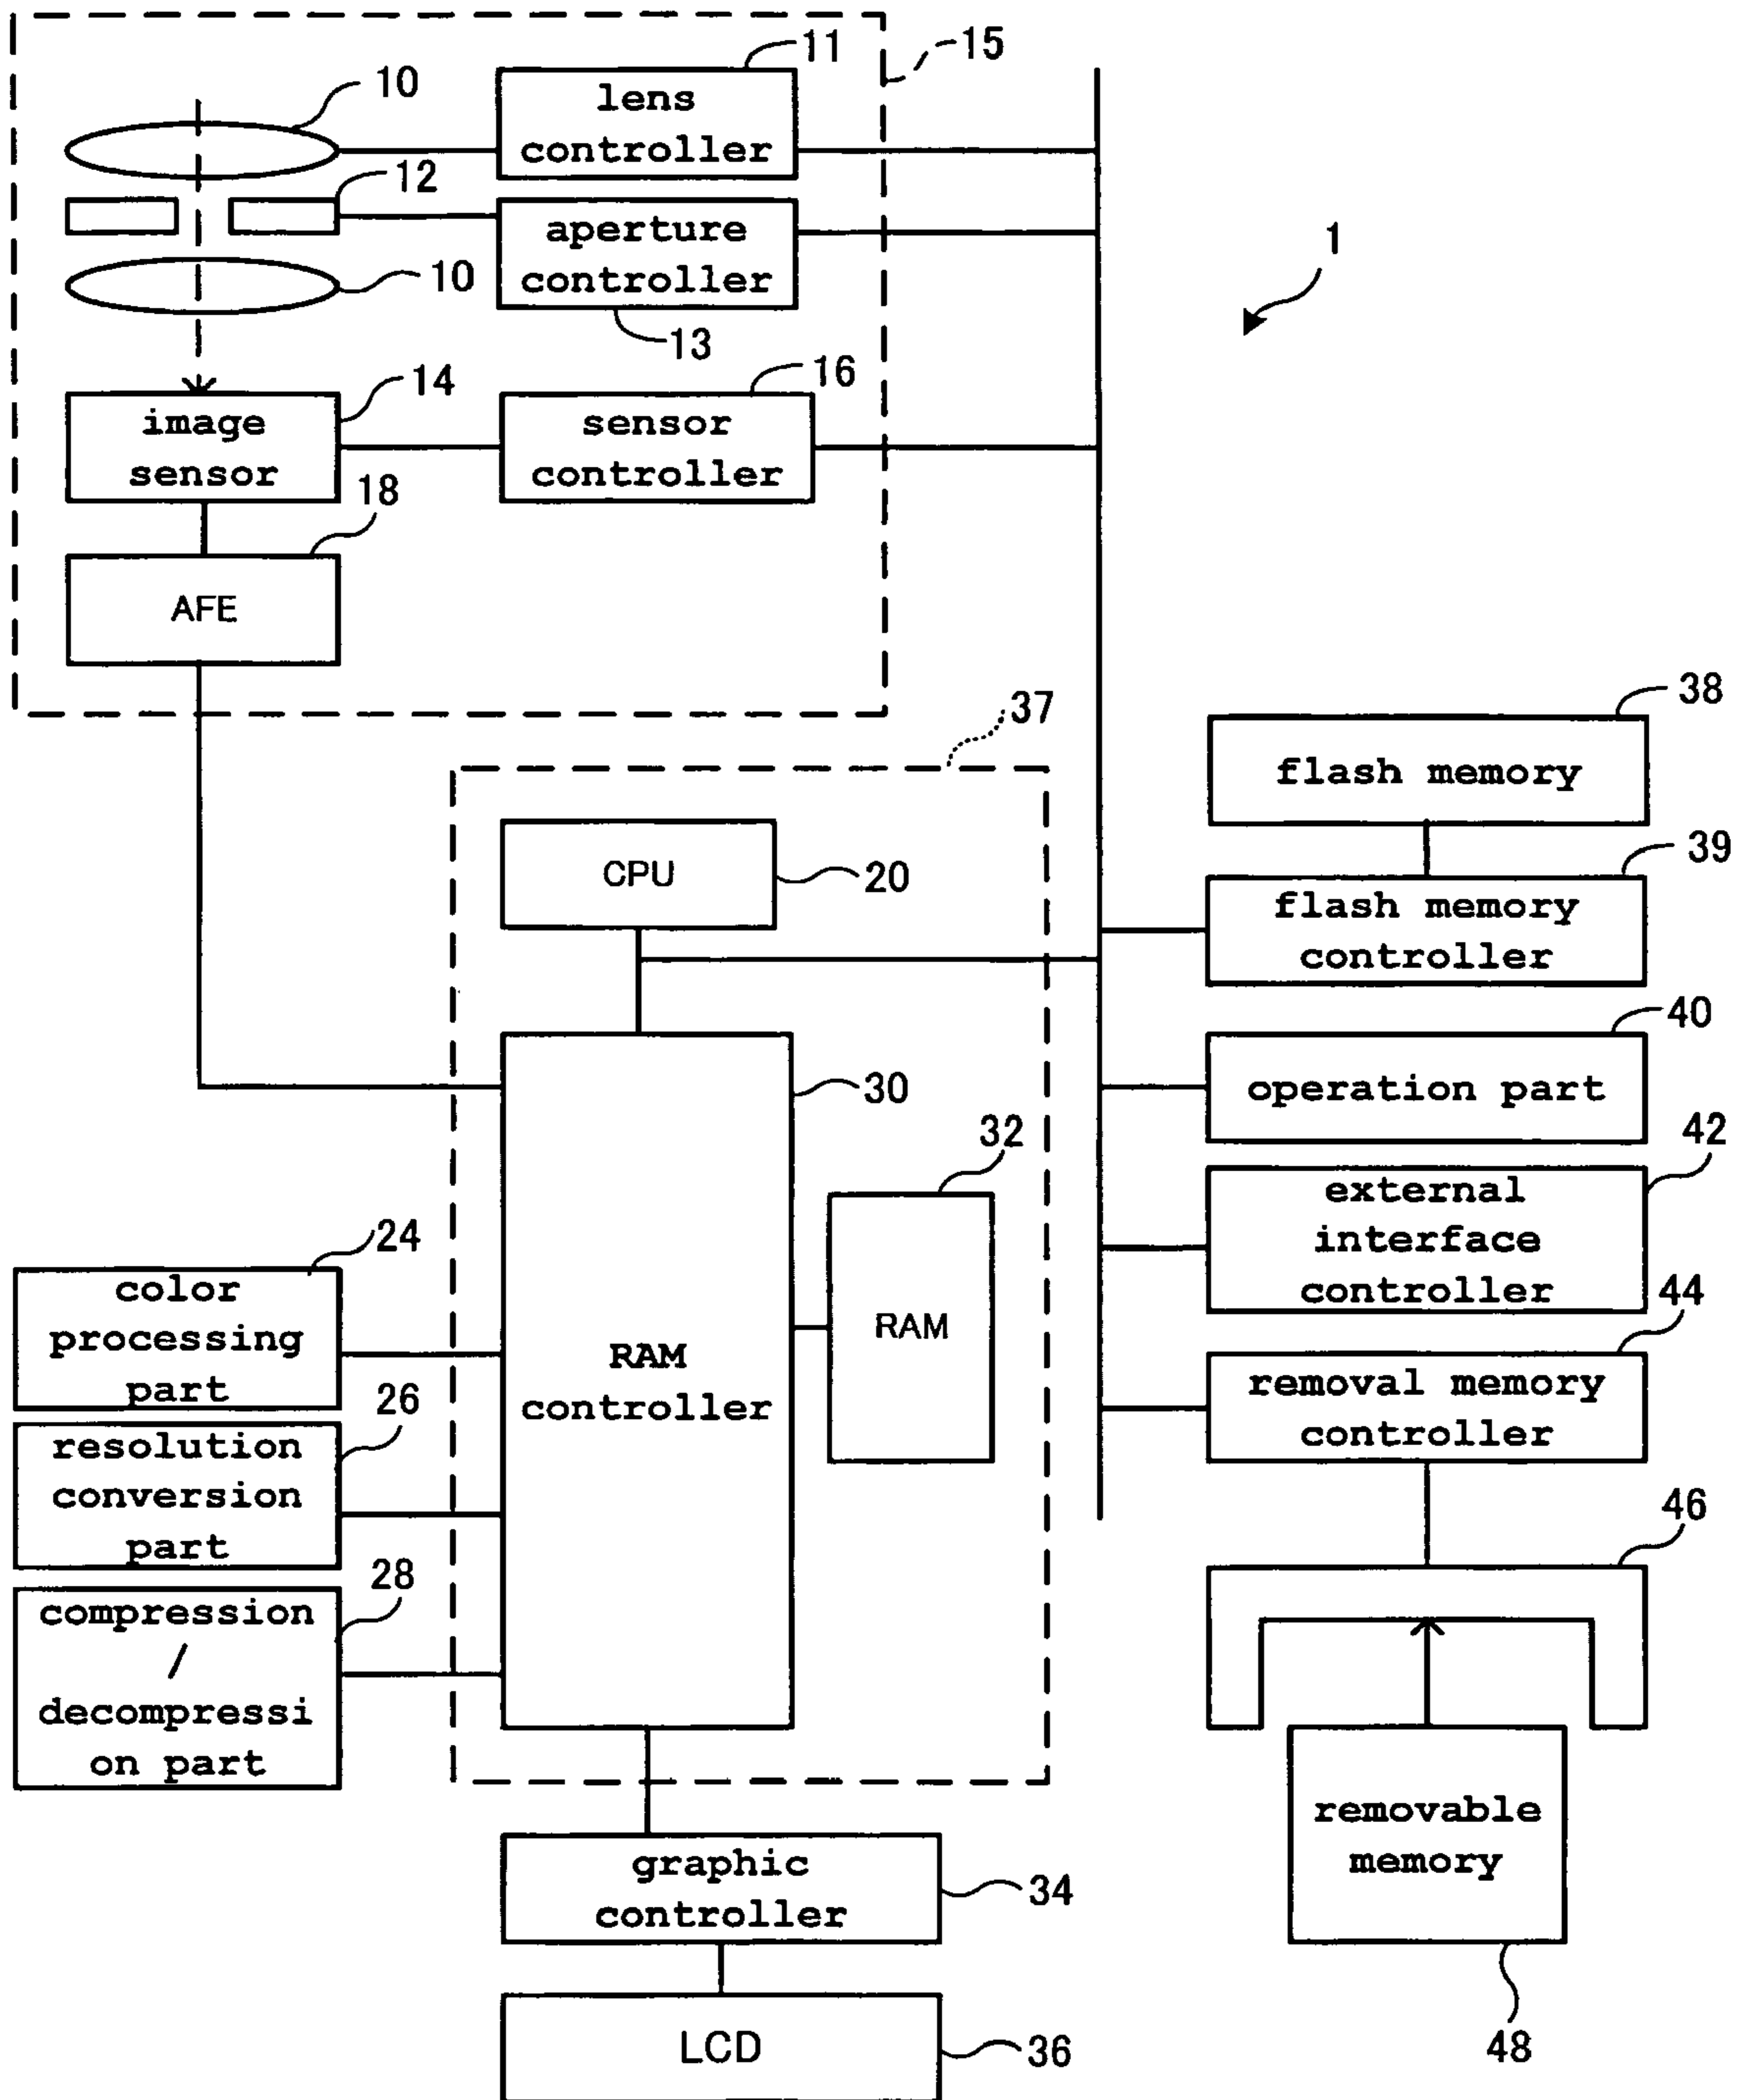 11
15
10
lens
controller
12
aperture
controller
10
13
1
14
16
image
sensor
sensor
controller
18
AFE
37
38
flash memory
CPU
20
39
flash memory
controller
40
operation part
30
32
42
external
interface
controller
24
color
processing
part
RAM
controller
RAM
44
removal memory
controller
26
resolution
conversion
part
46
28
compression
/
decompressi
on part
removable
memory
48
graphic
controller
34
LCD
36